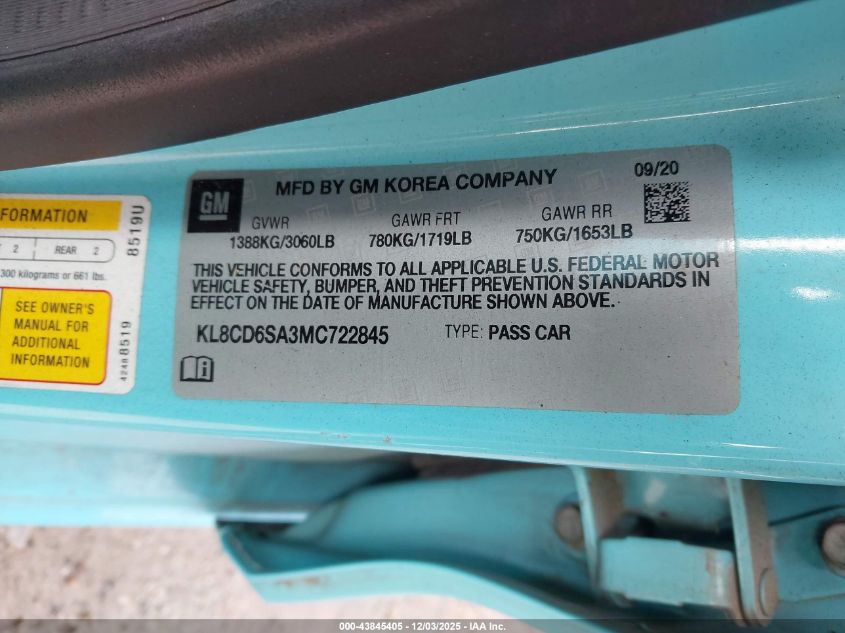 GM
MFD BY GM KOREA COMPANY
09/20
GVWR
1388KG/3060LB
GAWR FRT
780KG/1719LB
GAWR RR
750KG/1653LB
THIS VEHICLE CONFORMS TO ALL APPLICABLE U.S. FEDERAL MOTOR
VEHICLE SAFETY, BUMPER, AND THEFT PREVENTION STANDARDS IN
EFFECT ON THE DATE OF MANUFACTURE SHOWN ABOVE.
KL8CD6SA3MC722845
TYPE: PASS CAR
FORMATION
2 REAR 2
300 kilograms or 661 lbs.
SEE OWNER'S
MANUAL FOR
ADDITIONAL
INFORMATION
8519U
42488519
000-43845405 - 12/03/2025 - IAA Inc.